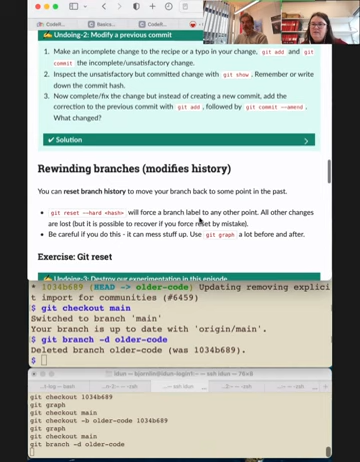 Undoing-2: Modify a previous commit
1. Make an incomplete change to the recipe or a typo in your change, git add and git
commit the incomplete/unsatisfactory change.
2. Inspect the unsatisfactory but committed change with git show. Remember or write
down the commit hash.
3. Now complete/fix the change but instead of creating a new commit, add the
correction to the previous commit with git add, followed by git commit --amend.
What changed?
✔ Solution
Rewinding branches (modifies history)
You can reset branch history to move your branch back to some point in the past.
• git reset --hard <hash> will force a branch label to any other point. All other changes
are lost (but it is possible to recover if you force reset by mistake).
• Be careful if you do this - it can mess stuff up. Use git graph a lot before and after.
Exercise: Git reset
Undoing-3: Destroy our experimentation in this episode
* 1034b689 (HEAD -> older-code) Updating removing explici
t import for communities (#6459)
$ git checkout main
Switched to branch 'main'
Your branch is up to date with 'origin/main'.
$ git branch -d older-code
Deleted branch older-code (was 1034b689).
$
git checkout 1034b689
git graph
git checkout main
git checkout -b older-code 1034b689
git graph
git checkout main
git branch -d older-code